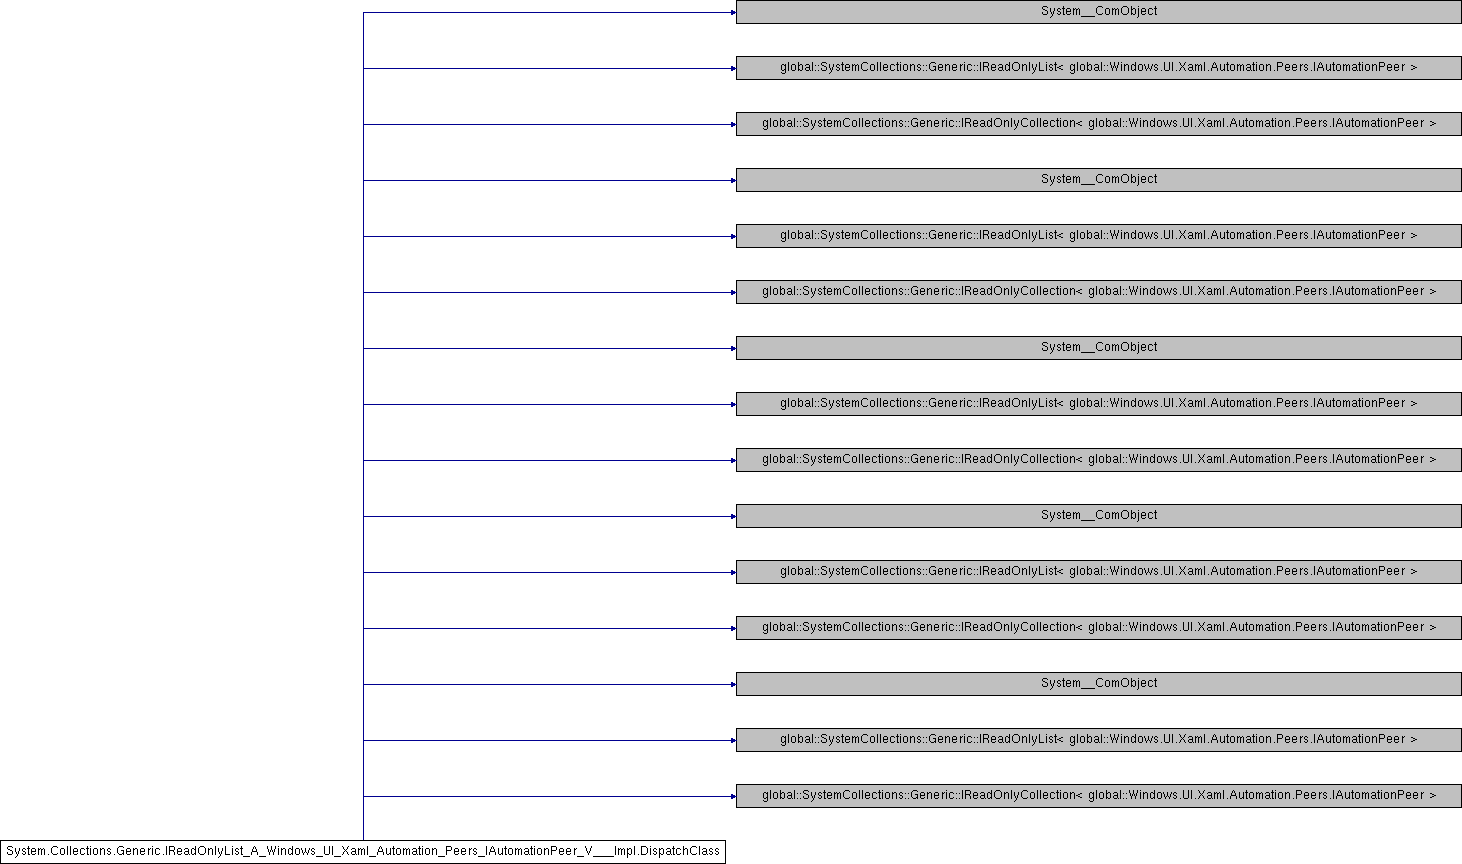 System__ComObject
global::SystemCollections::Generic::IReadOnlyList< global::Windows.UI.Xaml.Automation.Peers.IAutomationPeer >
global::SystemCollections::Generic::IReadOnlyCollection< global::Windows.UI.Xaml.Automation.Peers.IAutomationPeer >
System__ComObject
global::SystemCollections::Generic::IReadOnlyList< global::Windows.UI.Xaml.Automation.Peers.IAutomationPeer >
global::SystemCollections::Generic::IReadOnlyCollection< global::Windows.UI.Xaml.Automation.Peers.IAutomationPeer >
System__ComObject
global::SystemCollections::Generic::IReadOnlyList< global::Windows.UI.Xaml.Automation.Peers.IAutomationPeer >
global::SystemCollections::Generic::IReadOnlyCollection< global::Windows.UI.Xaml.Automation.Peers.IAutomationPeer >
System__ComObject
global::SystemCollections::Generic::IReadOnlyList< global::Windows.UI.Xaml.Automation.Peers.IAutomationPeer >
global::SystemCollections::Generic::IReadOnlyCollection< global::Windows.UI.Xaml.Automation.Peers.IAutomationPeer >
System__ComObject
global::SystemCollections::Generic::IReadOnlyList< global::Windows.UI.Xaml.Automation.Peers.IAutomationPeer >
global::SystemCollections::Generic::IReadOnlyCollection< global::Windows.UI.Xaml.Automation.Peers.IAutomationPeer >
System.Collections.Generic.IReadOnlyList_A_Windows_UI_Xaml_Automation_Peers_IAutomationPeer_V___Impl.DispatchClass